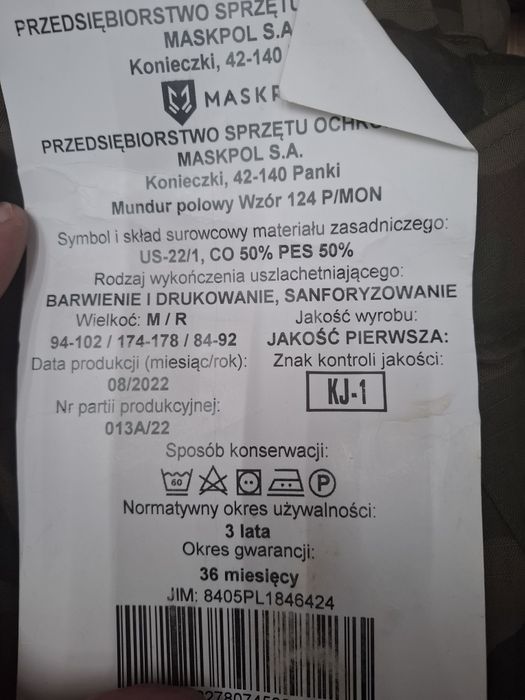 PRZEDSIĘBIORSTWO SPRZĘTU
MASKPOL S.A
Konieczki, 42-140
MASKP
PRZEDSIĘBIORSTWO SPRZĘTU OCHR
MASKPOL S.A.
Konieczki, 42-140 Panki
Mundur polowy Wzór 124 P/MON
Symbol i skład surowcowy materiału zasadniczego:
US-22/1, CO 50% PES 50%
Rodzaj wykończenia uszlachetniającego:
BARWIENIE I DRUKOWANIE, SANFORYZOWANIE
Wielkoć: M / R
94-102 / 174-178 / 84-92
Jakość wyrobu:
JAKOŚĆ PIERWSZA:
Data produkcji (miesiąc/rok):
08/2022
Znak kontroli jakości:
KJ-1
Nr partii produkcyjnej:
013A/22
Sposób konserwacji:
60 P
Normatywny okres używalności:
3 lata
Okres gwarancji:
36 miesięcy
JIM: 8405PL1846424